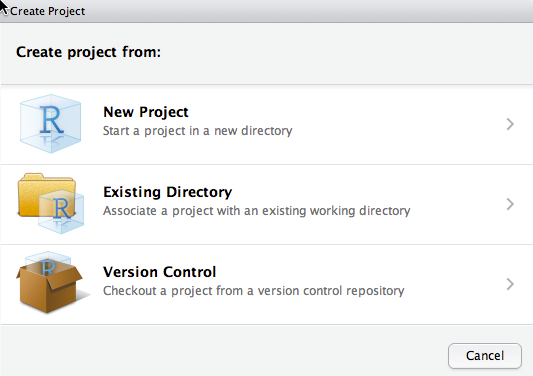 Create Project
Create project from:
R
New Project
Start a project in a new directory
R
Existing Directory
Associate a project with an existing working directory
R
Version Control
Checkout a project from a version control repository
Cancel